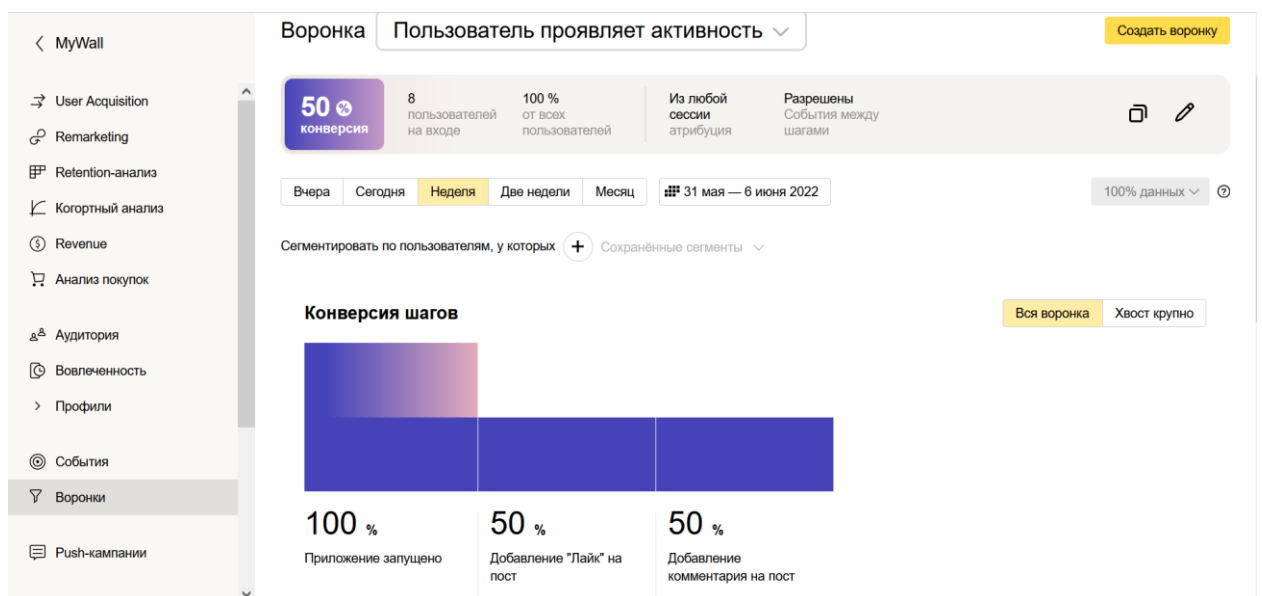 MyWall
User Acquisition
Remarketing
Retention-анализ
Когортный анализ
Revenue
Анализ покупок
Аудитория
Вовлеченность
Профили
События
Воронки
Push-кампании
Воронка Пользователь проявляет активность
Создать воронку
50 %
конверсия
8
пользователей
на входе
100 %
от всех
пользователей
Из любой
сессии
атрибуция
Разрешены
События между
шагами
Вчера Сегодня Неделя Две недели Месяц 31 мая — 6 июня 2022
100% данных
Сегментировать по пользователям, у которых + Сохранённые сегменты
Конверсия шагов
Вся воронка Хвост крупно
100 %
Приложение запущено
50 %
Добавление "Лайк" на
пост
50 %
Добавление
комментария на пост